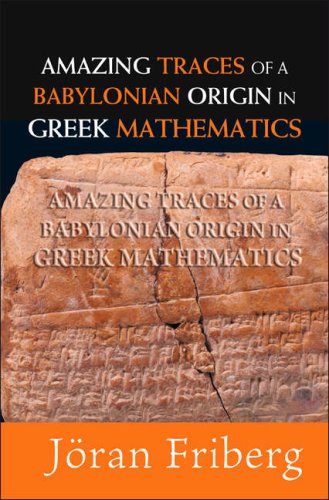 AMAZING TRACES OF A
BABYLONIAN ORIGIN IN
GREEK MATHEMATICS
AMAZING TRACES OF A
BABYLONIAN ORIGIN IN
GREEK MATHEMATICS
Jöran Friberg